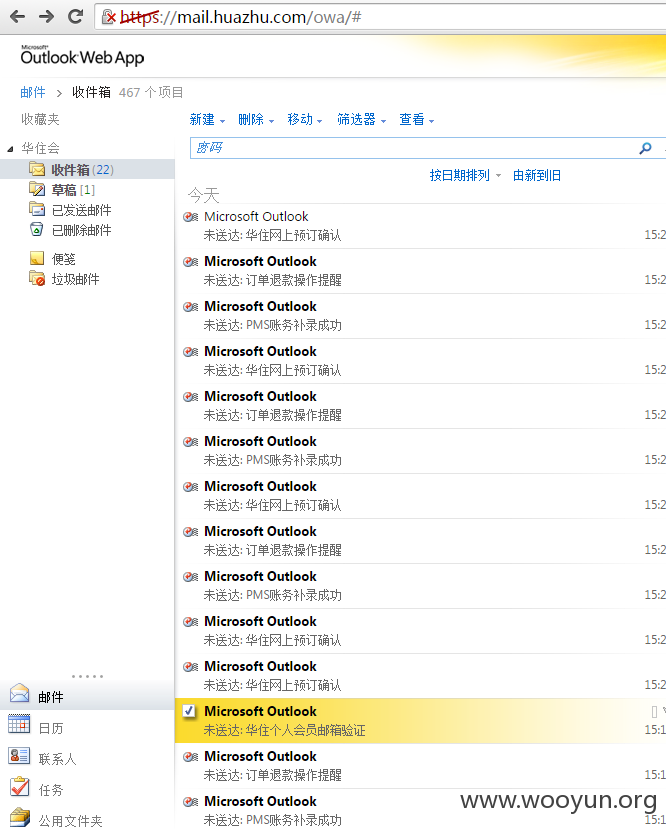 https://mail.huazhu.com/owa/#
Microsoft®
Outlook Web App
邮件 > 收件箱 467 个项目
收藏夹
华住会
收件箱 (22)
草稿 [1]
已发送邮件
已删除邮件
便笺
垃圾邮件
新建 删除 移动 筛选器 查看
密码
按日期排列 由新到旧
今天
Microsoft Outlook
未送达: 华住网上预订确认 15:2
Microsoft Outlook
未送达: 订单退款操作提醒 15:2
Microsoft Outlook
未送达: PMS账务补录成功 15:2
Microsoft Outlook
未送达: 华住网上预订确认 15:2
Microsoft Outlook
未送达: 订单退款操作提醒 15:2
Microsoft Outlook
未送达: PMS账务补录成功 15:2
Microsoft Outlook
未送达: 华住网上预订确认 15:2
Microsoft Outlook
未送达: 订单退款操作提醒 15:2
Microsoft Outlook
未送达: PMS账务补录成功 15:2
Microsoft Outlook
未送达: 华住网上预订确认 15:2
Microsoft Outlook
未送达: 华住网上预订确认 15:2
Microsoft Outlook
未送达: 华住个人会员邮箱验证 15:1
Microsoft Outlook
未送达: 订单退款操作提醒 15:1
Microsoft Outlook
未送达: PMS账务补录成功 15:1
邮件
日历
联系人
任务
公用文件夹
www.wooyun.org